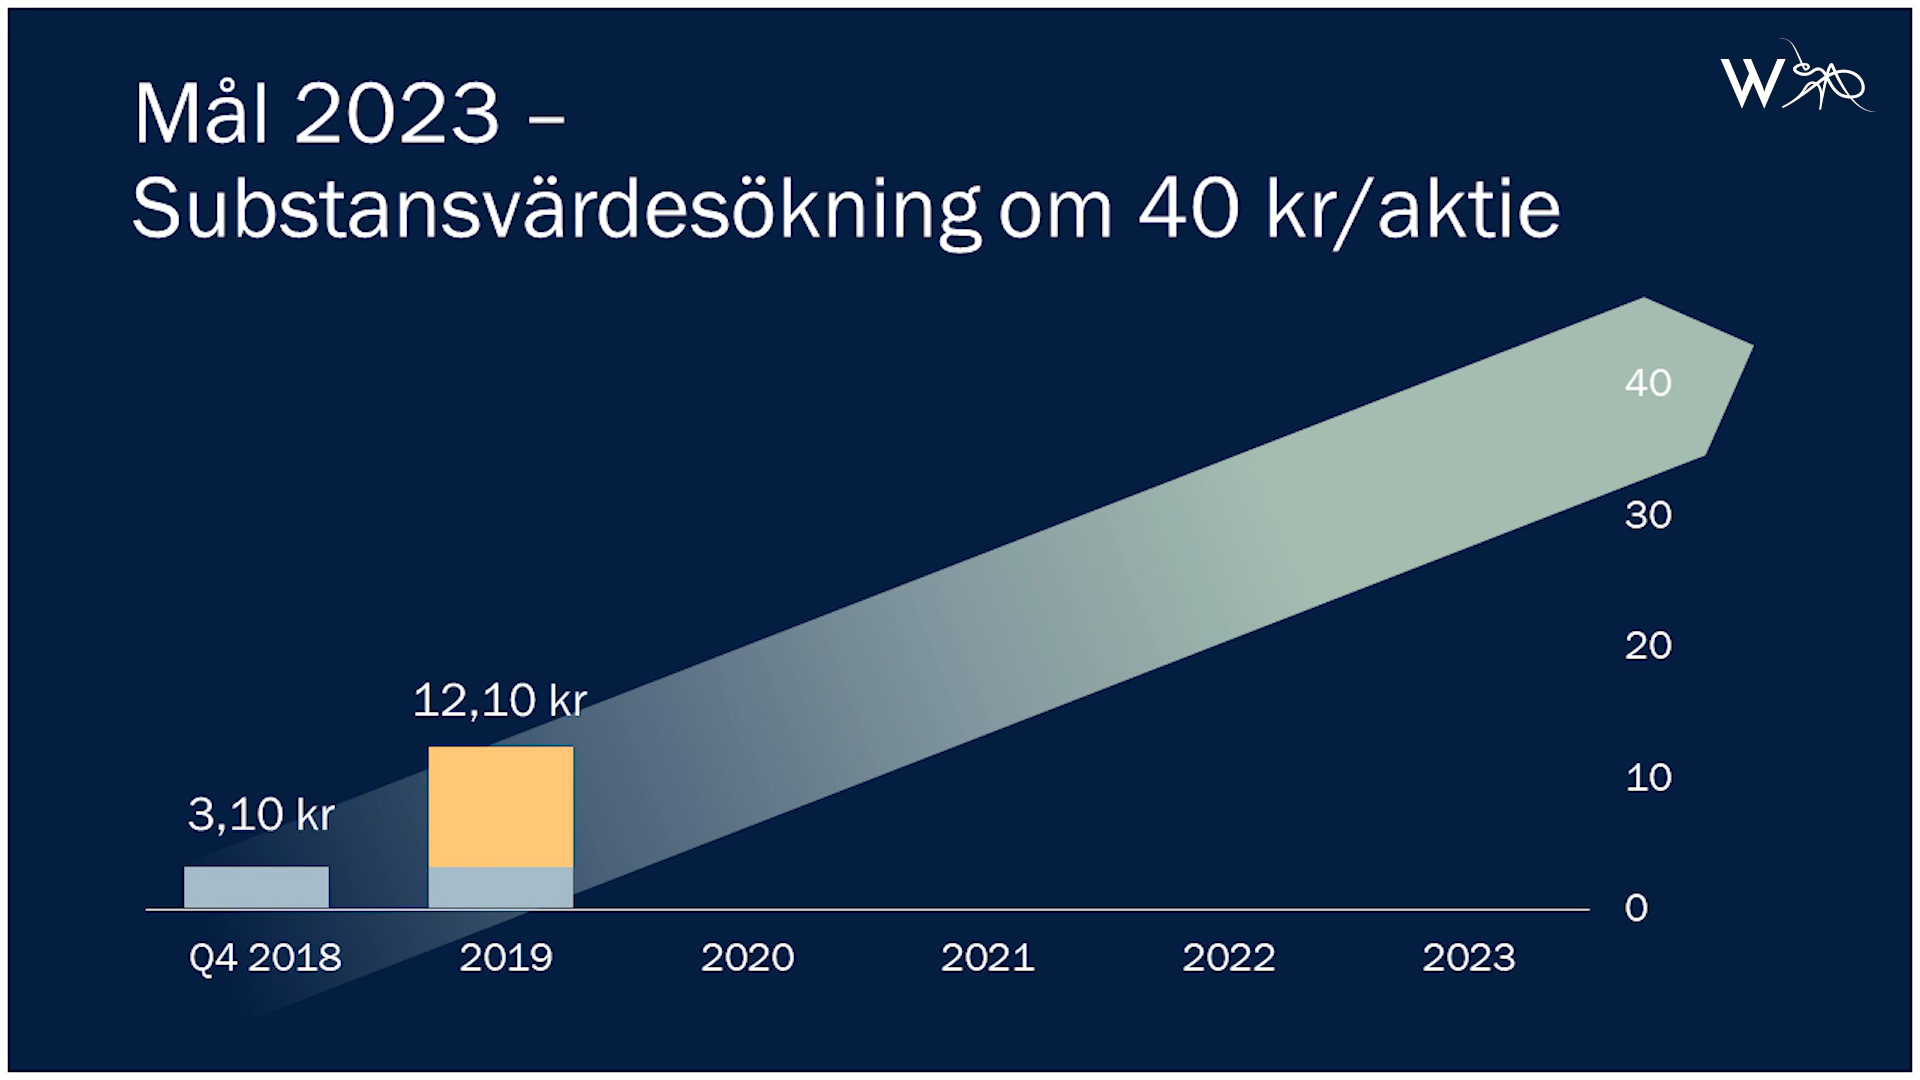 W
Mål 2023 –
Substansvärdesökning om 40 kr/aktie
40
30
20
12,10 kr
10
3,10 kr
0
Q4 2018 2019 2020 2021 2022 2023